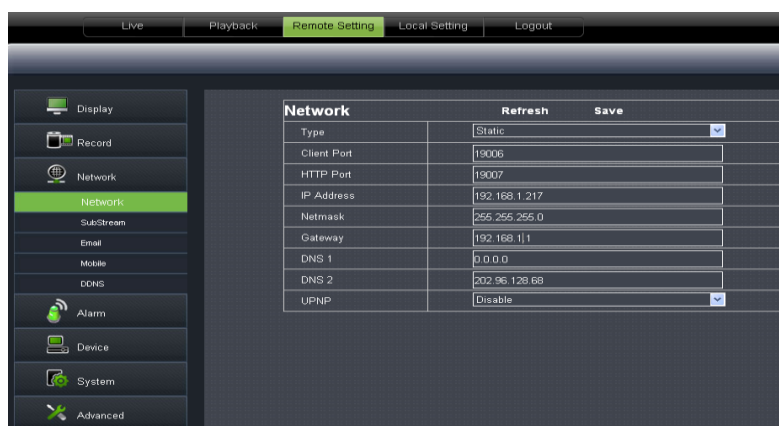 Live Playback Remote Setting Local Setting Logout
Display
Record
Network
Network
SubStream
Email
Mobile
DDNS
Alarm
Device
System
Advanced
Network Refresh Save
Type Static
Client Port 19006
HTTP Port 19007
IP Address 192.168.1.217
Netmask 255.255.255.0
Gateway 192.168.1.1
DNS 1 0.0.0.0
DNS 2 202.96.128.68
UPNP Disable